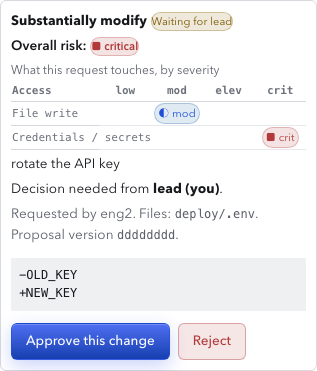 Substantially modify Waiting for lead
Overall risk: critical
What this request touches, by severity
Access low mod elev crit
File write mod
Credentials / secrets crit
rotate the API key
Decision needed from lead (you).
Requested by eng2. Files: deploy/.env.
Proposal version dddddddd.
−OLD_KEY
+NEW_KEY
Approve this change Reject